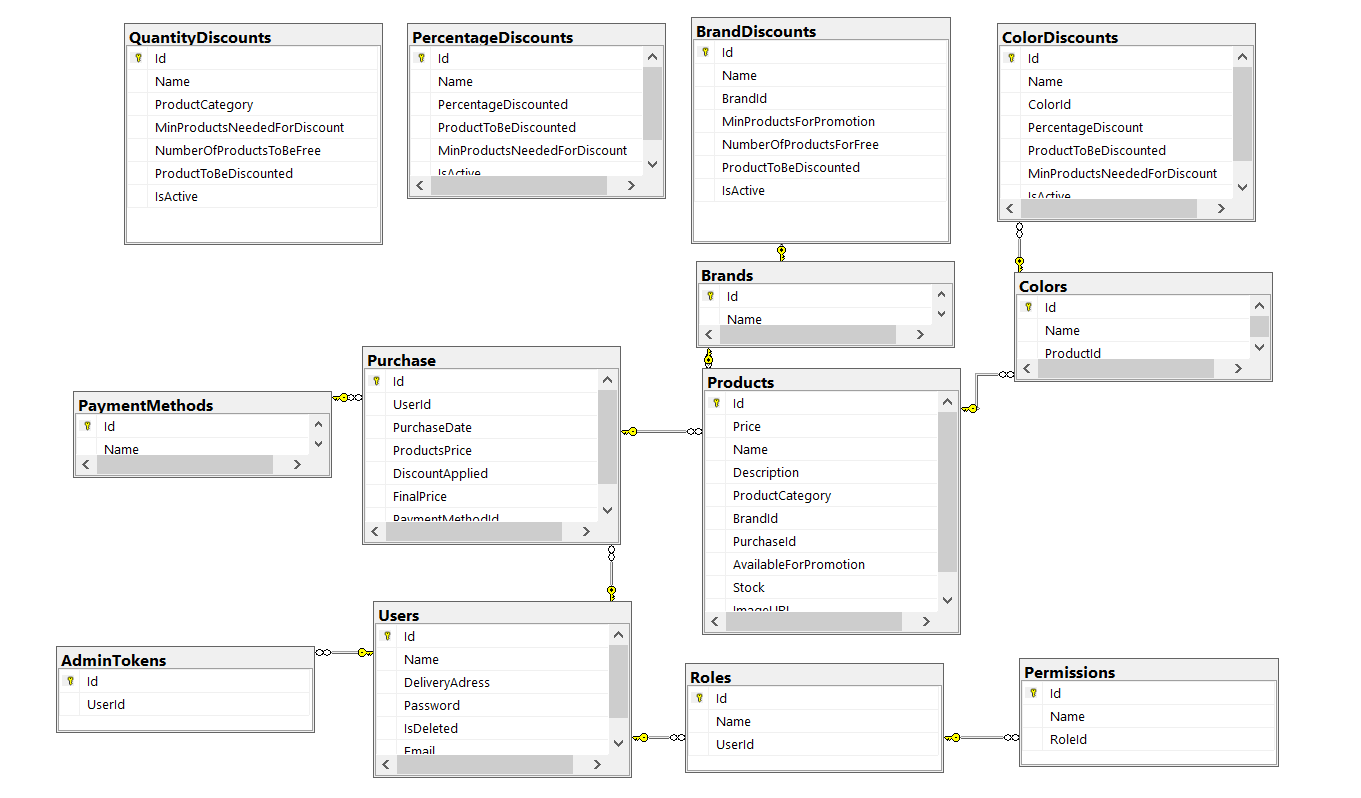 QuantityDiscounts
Id
Name
ProductCategory
MinProductsNeededForDiscount
NumberOfProductsToBeFree
ProductToBeDiscounted
IsActive
PercentageDiscounts
Id
Name
PercentageDiscounted
ProductToBeDiscounted
MinProductsNeededForDiscount
IsActive
BrandDiscounts
Id
Name
BrandId
MinProductsForPromotion
NumberOfProductsForFree
ProductToBeDiscounted
IsActive
ColorDiscounts
Id
Name
ColorId
PercentageDiscount
ProductToBeDiscounted
MinProductsNeededForDiscount
IsActive
Brands
Id
Name
Colors
Id
Name
ProductId
Purchase
Id
UserId
PurchaseDate
ProductsPrice
DiscountApplied
FinalPrice
PaymentMethodId
PaymentMethods
Id
Name
Products
Id
Price
Name
Description
ProductCategory
BrandId
PurchaseId
AvailableForPromotion
Stock
ImageURL
Users
Id
Name
DeliveryAdress
Password
IsDeleted
Email
AdminTokens
Id
UserId
Roles
Id
Name
UserId
Permissions
Id
Name
RoleId